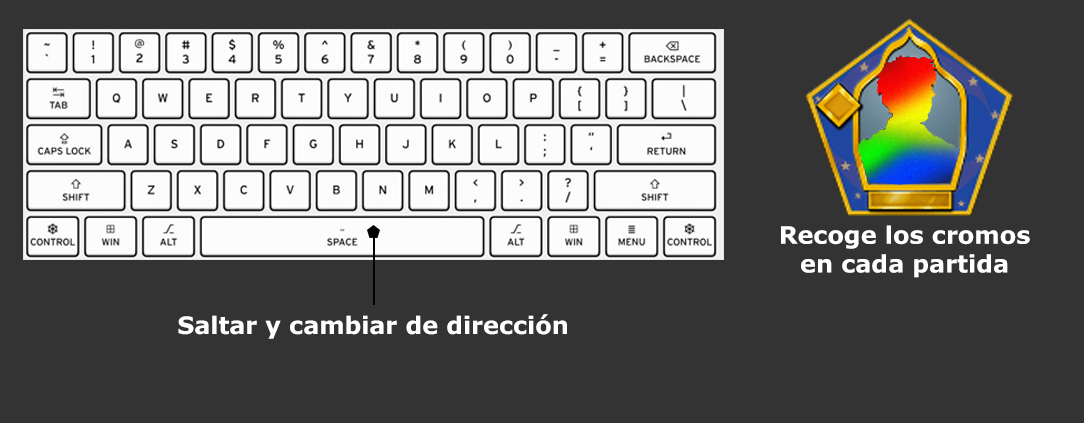 ~ ! @ # $ % ^ & * ( ) _ +
` 1 2 3 4 5 6 7 8 9 0 - = BACKSPACE
TAB Q W E R T Y U I O P { [ } ] | \
CAPS LOCK A S D F G H J K L : ; " ' RETURN
SHIFT Z X C V B N M < , > . ? / SHIFT
CONTROL WIN ALT SPACE ALT WIN MENU CONTROL
Saltar y cambiar de dirección
Recoge los cromos
en cada partida